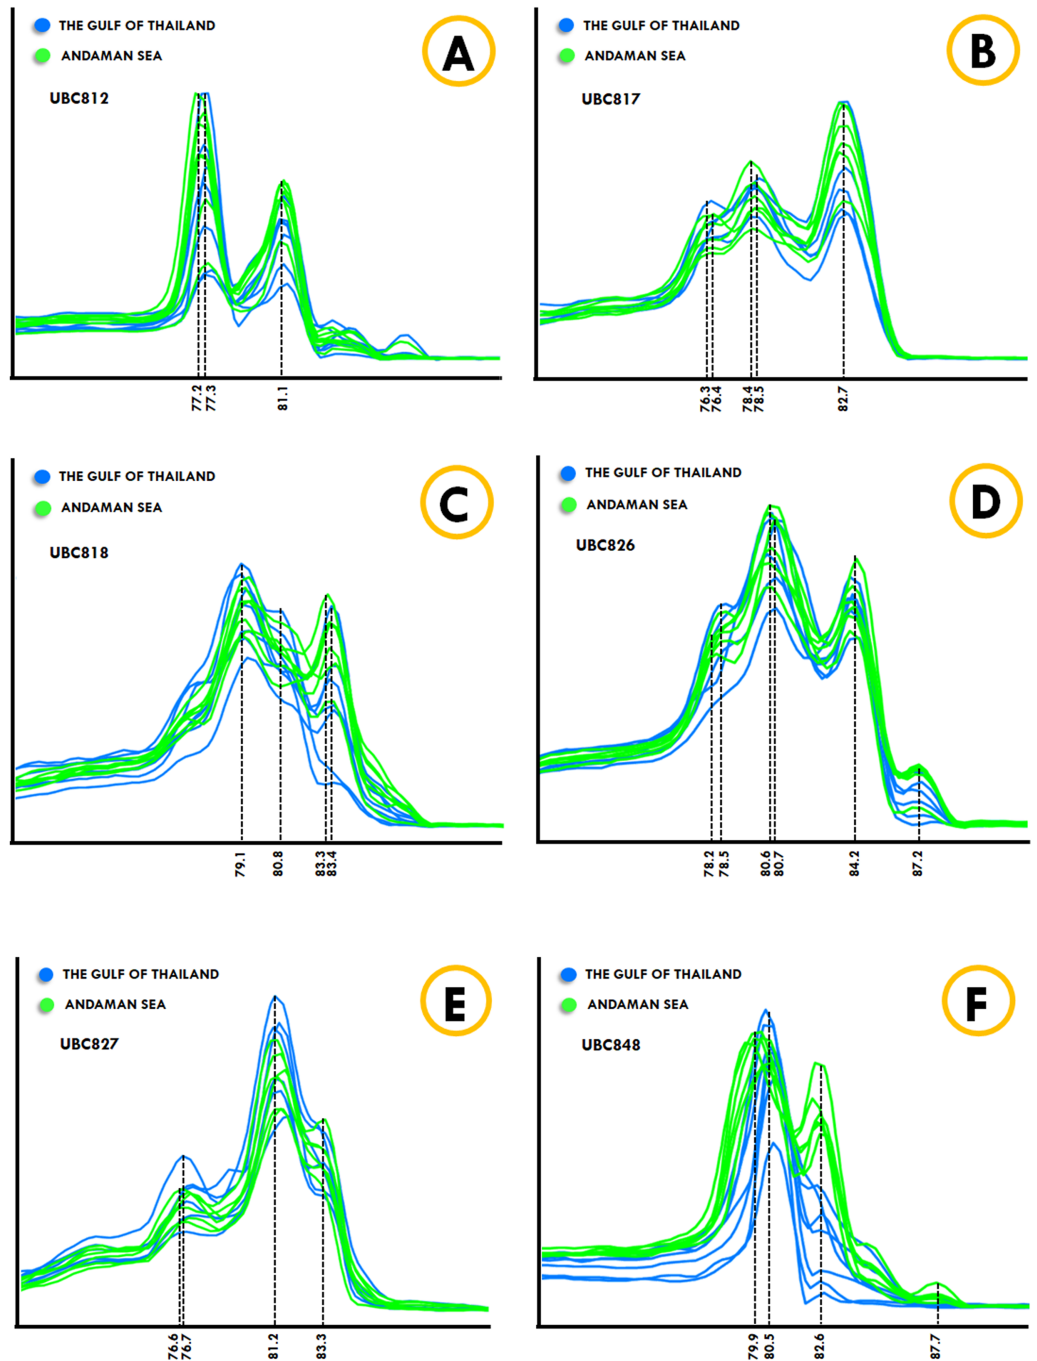 THE GULF OF THAILAND
ANDAMAN SEA
A
UBC812
77.2
77.3
81.1
THE GULF OF THAILAND
ANDAMAN SEA
B
UBC817
76.3
76.4
78.4
78.5
82.7
THE GULF OF THAILAND
ANDAMAN SEA
C
UBC818
79.1
80.8
83.3
83.4
THE GULF OF THAILAND
ANDAMAN SEA
D
UBC826
78.2
78.5
80.6
80.7
84.2
87.2
THE GULF OF THAILAND
ANDAMAN SEA
E
UBC827
76.6
76.7
81.2
83.3
THE GULF OF THAILAND
ANDAMAN SEA
F
UBC848
79.9
80.5
82.6
87.7